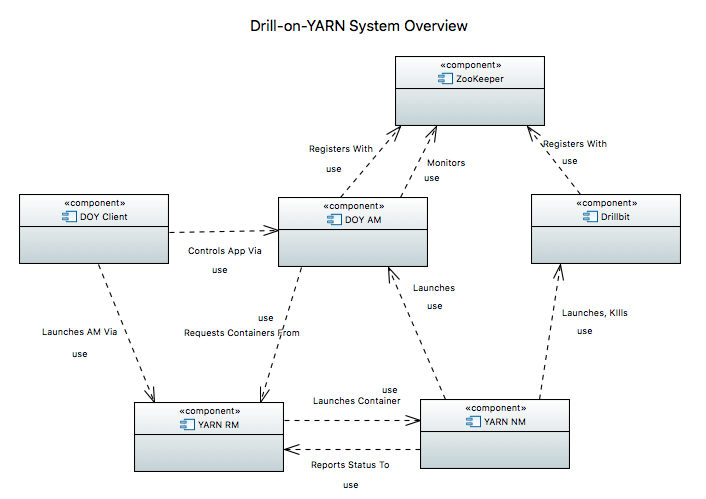 Drill-on-YARN System Overview
«component»
ZooKeeper
Registers With
use
Monitors
use
Registers With
use
«component»
DOY Client
«component»
DOY AM
«component»
Drillbit
Controls App Via
use
Launches AM Via
use
use
Requests Containers From
Launches
use
Launches, KIlls
use
use
Launches Container
«component»
YARN RM
«component»
YARN NM
Reports Status To
use